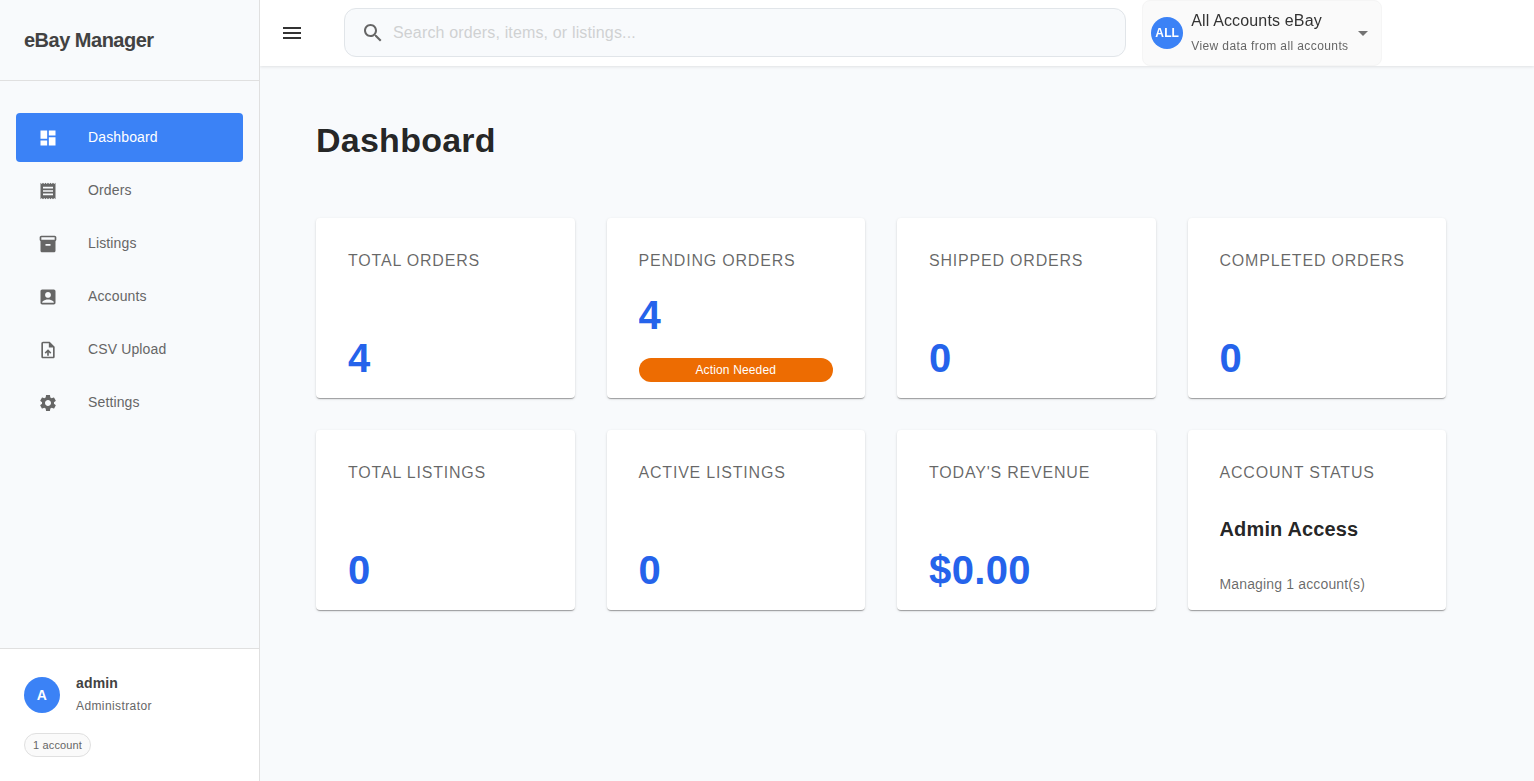 eBay Manager
Search orders, items, or listings...
ALL
All Accounts eBay
View data from all accounts
Dashboard
Orders
Listings
Accounts
CSV Upload
Settings
A
admin
Administrator
1 account
Dashboard
TOTAL ORDERS
4
PENDING ORDERS
4
Action Needed
SHIPPED ORDERS
0
COMPLETED ORDERS
0
TOTAL LISTINGS
0
ACTIVE LISTINGS
0
TODAY'S REVENUE
$0.00
ACCOUNT STATUS
Admin Access
Managing 1 account(s)